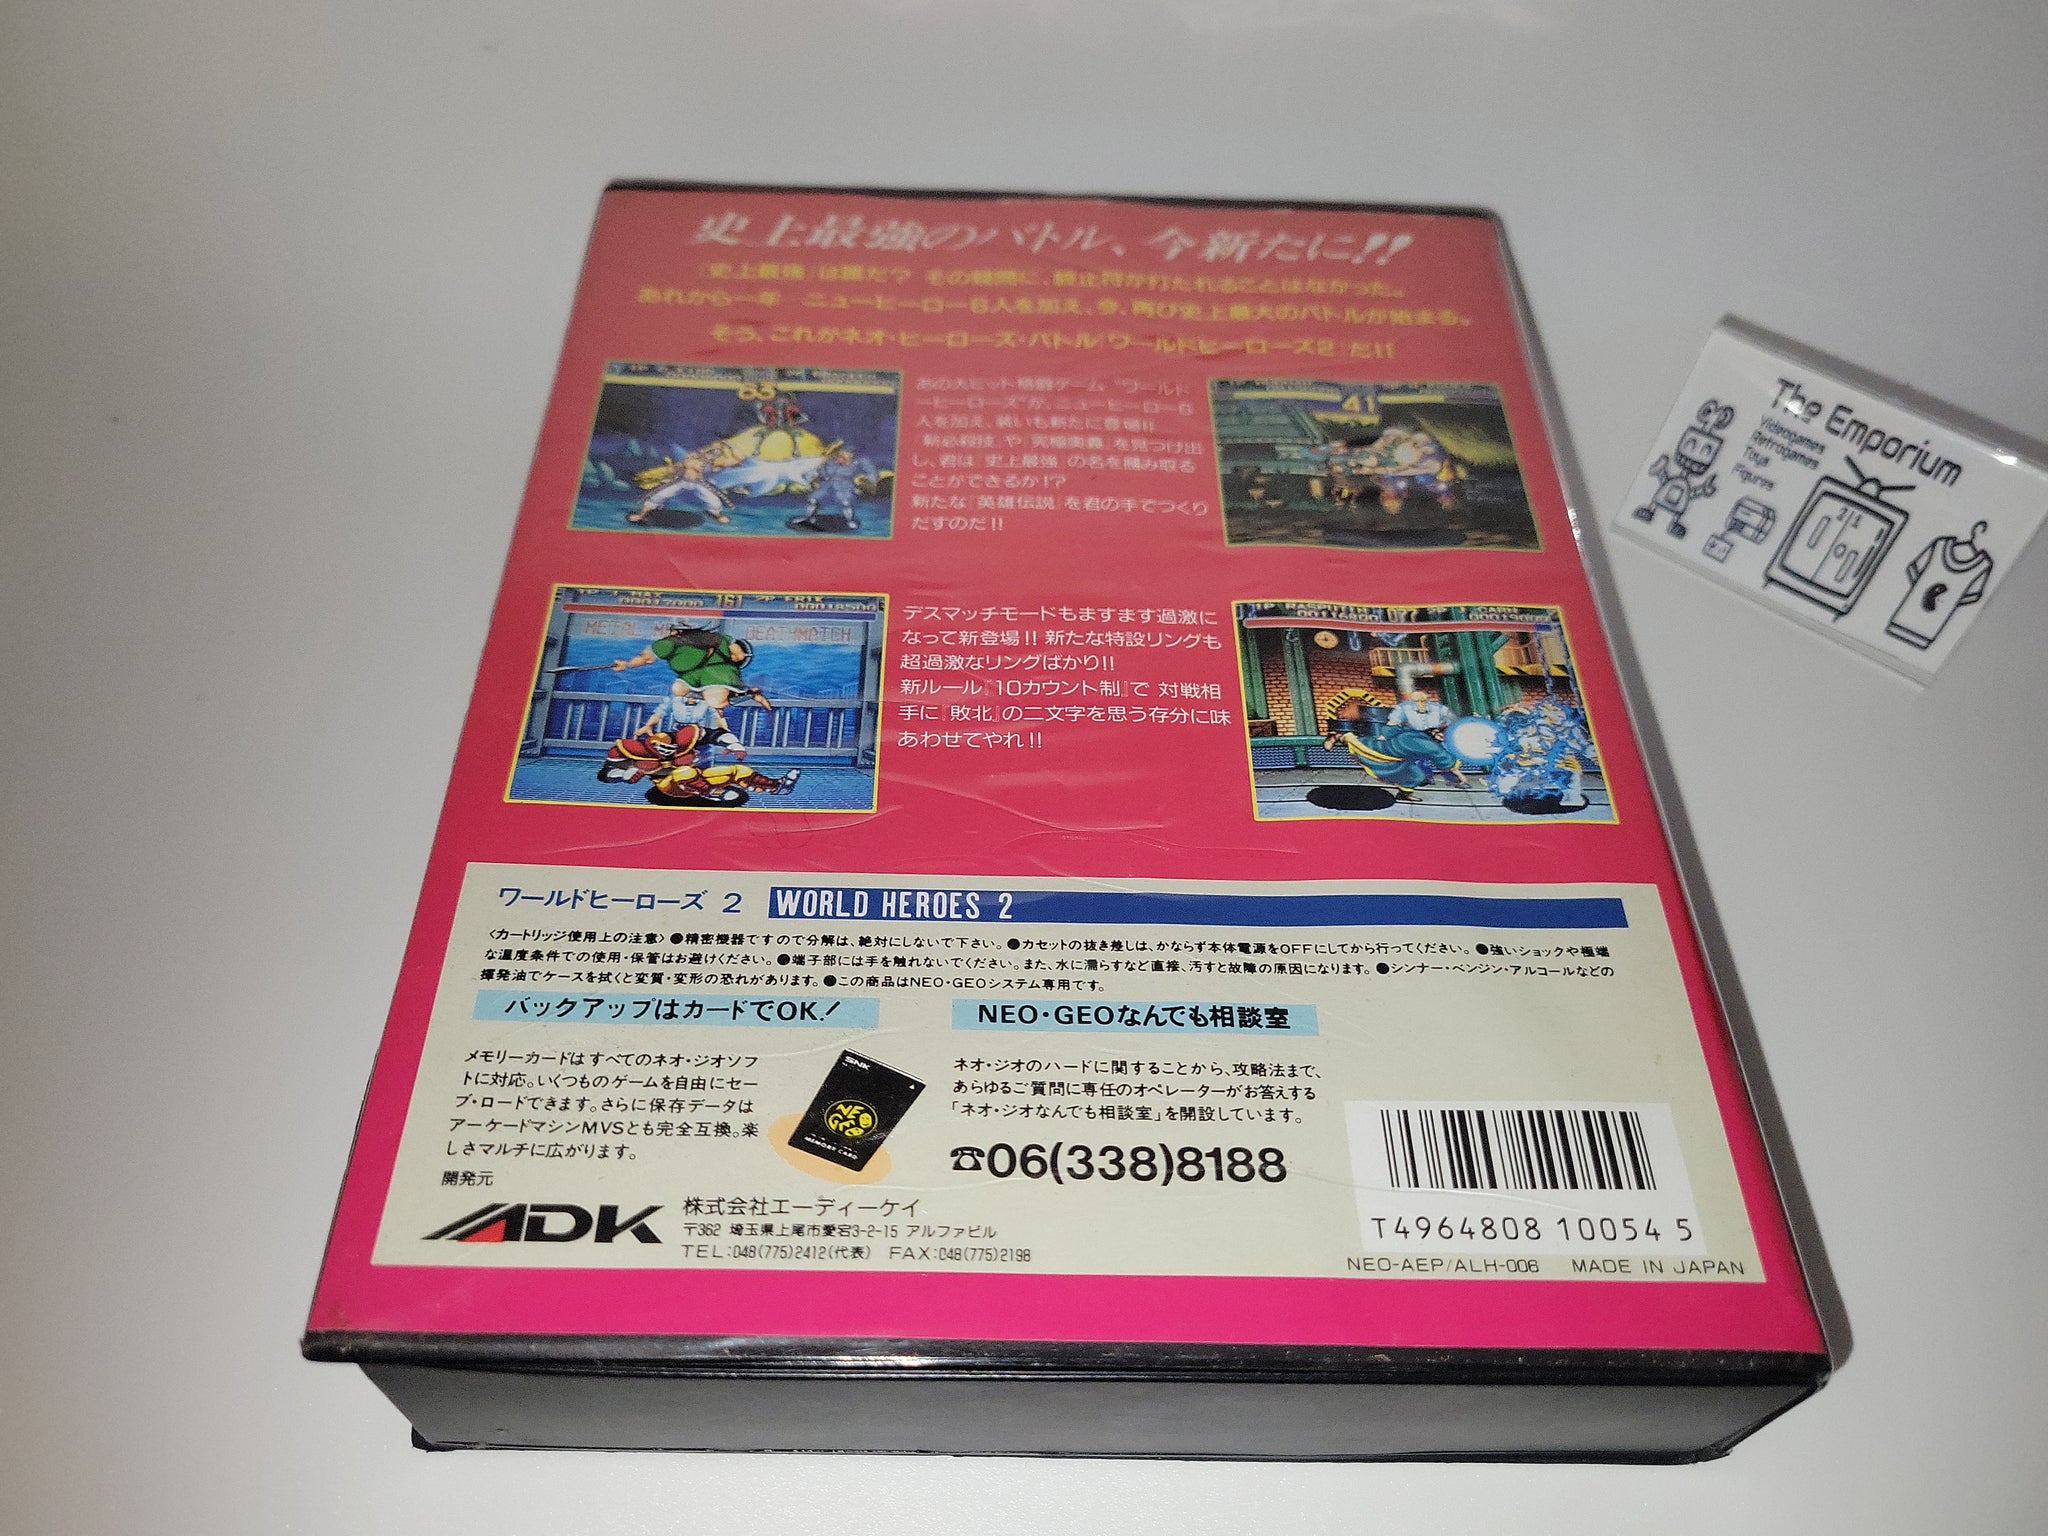 史上最強のバトル、今新たに!!
『史上最強』は誰だ? その疑問に、終止符が打たれることはなかった。
あれから一年 ニューヒーロー6人を加え、今、再び史上最大のバトルが始まる。
そう、これがネオ・ヒーローズ・バトル『ワールドヒーローズ2』だ!!
83
あの大ヒット格闘ゲーム "ワールド
ーヒーローズ"が、ニューヒーロー6
人を加え、装いも新たに登場!!
『新必殺技』や『究極奥義』を見つけ出
し、君は『史上最強』の名を掴み取る
ことができるか!?
新たな『英雄伝説』を君の手でつくり
だすのだ!!
41
161 2P ERIK
00018500
DEATHMATCH
デスマッチモードもますます過激に
なって新登場!! 新たな特設リングも
超過激なリングばかり!!
新ルール『10カウント制』で 対戦相
手に『敗北』の二文字を思う存分に味
あわせてやれ!!
1P RASPUTIN
ワールドヒーローズ 2 WORLD HEROES 2
〈カートリッジ使用上の注意〉●精密機器ですので分解は、絶対にしないで下さい。●カセットの抜き差しは、かならず本体電源をOFFにしてから行ってください。●強いショックや極端
な温度条件での使用・保管はお避けください。●端子部には手を触れないでください。また、水に濡らすなど直接、汚すと故障の原因になります。●シンナー・ベンジン・アルコールなどの
揮発油でケースを拭くと変質・変形の恐れがあります。●この商品はNEO・GEOシステム専用です。
バックアップはカードでOK!
メモリーカードは すべてのネオ・ジオソフ
トに対応。いくつものゲームを自由にセー
ブ・ロードできます。さらに保存データは
アーケードマシンMVSとも完全互換。楽
しさマルチに広がります。
SNK
NEO
GEO
MEMORY CARD
NEO・GEOなんでも相談室
ネオ・ジオのハードに関することから、攻略法まで、
あらゆるご質問に専任のオペレーターがお答えする
「ネオ・ジオなんでも相談室」を開設しています。
☎06(338)8188
開発元
ADK 株式会社エーディーケイ
〒362 埼玉県上尾市愛宕3-2-15 アルファビル
TEL:048(775)2412(代表) FAX:048(775)2198
T4964808 10054 5
NEO-AEP/ALH-006 MADE IN JAPAN
The Emporium
Videogames
Retrogames
Toys
Figures